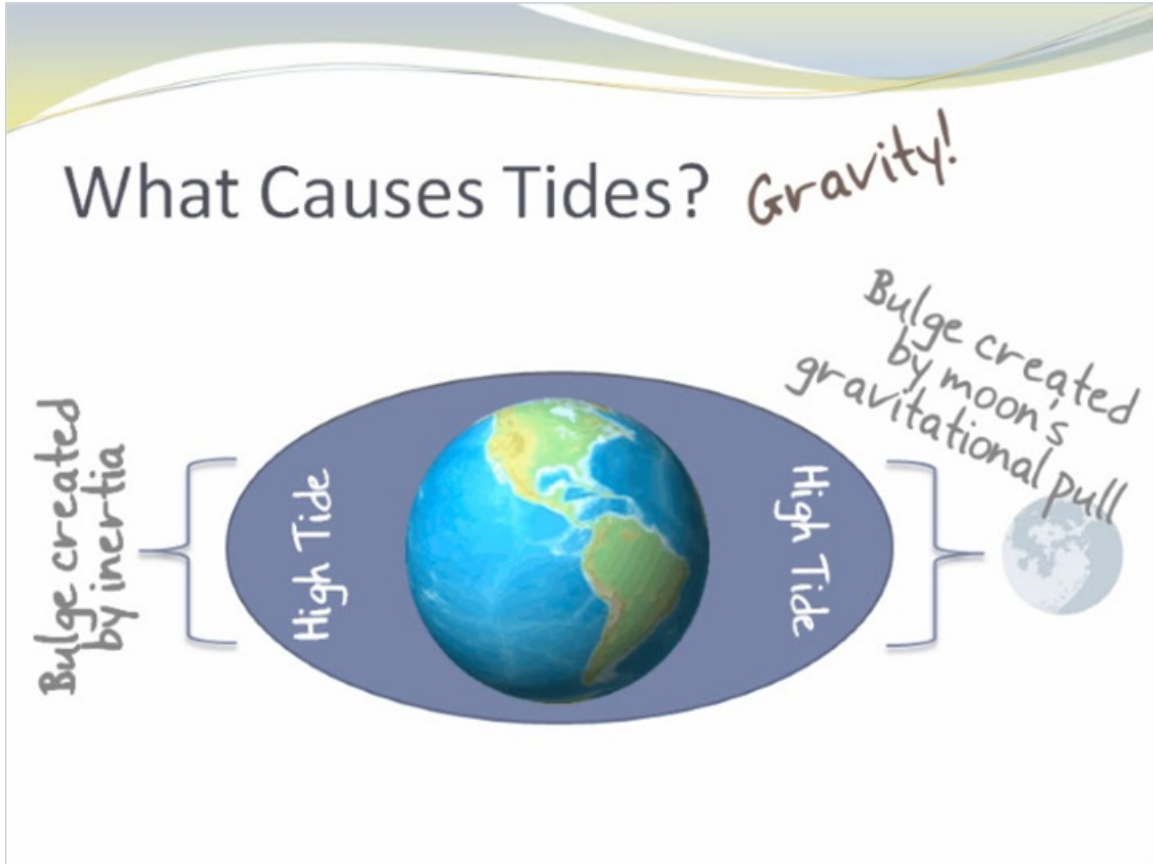 What Causes Tides? Gravity!
Bulge created
by moon's
gravitational pull
Bulge created
by inertia
High Tide
High Tide